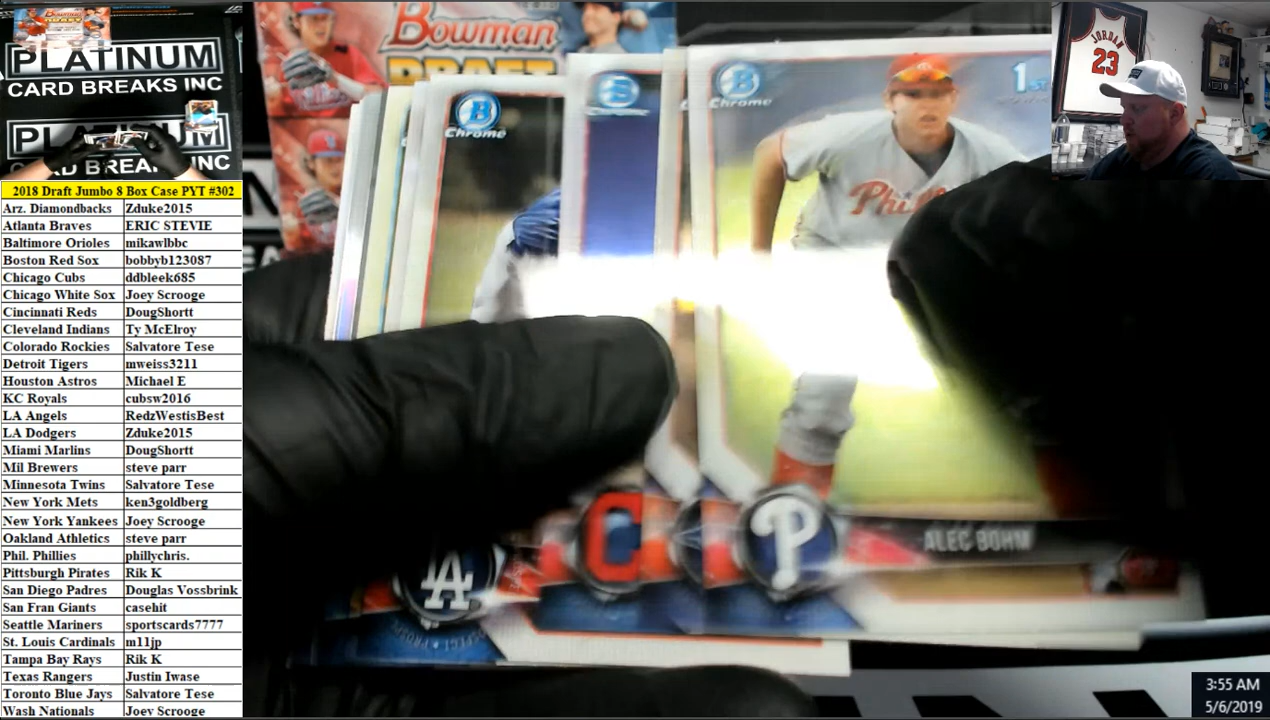 PLATINUM
CARD BREAKS INC
PL
UM
INC
2018 Draft Jumbo 8 Box Case PYT #302
Arz. Diamondbacks Zduke2015
Atlanta Braves ERIC STEVIE
Baltimore Orioles mikawlbbc
Boston Red Sox bobbyb123087
Chicago Cubs ddbleek685
Chicago White Sox Joey Scrooge
Cincinnati Reds DougShortt
Cleveland Indians Ty McElroy
Colorado Rockies Salvatore Tese
Detroit Tigers mweiss3211
Houston Astros Michael E
KC Royals cubsw2016
LA Angels RedzWestisBest
LA Dodgers Zduke2015
Miami Marlins DougShortt
Mil Brewers steve parr
Minnesota Twins Salvatore Tese
New York Mets ken3goldberg
New York Yankees Joey Scrooge
Oakland Athletics steve parr
Phil. Phillies phillychris.
Pittsburgh Pirates Rik K
San Diego Padres Douglas Vossbrink
San Fran Giants casehit
Seattle Mariners sportscards7777
St. Louis Cardinals m11jp
Tampa Bay Rays Rik K
Texas Rangers Justin Iwase
Toronto Blue Jays Salvatore Tese
Wash Nationals Joey Scrooge
Bowman
DRAFT
B
Chrome
B
Chrome
B
Chrome
1st
Phil
LA
C
P
ALEC BOHM
JORDAN
23
3:55 AM
5/6/2019